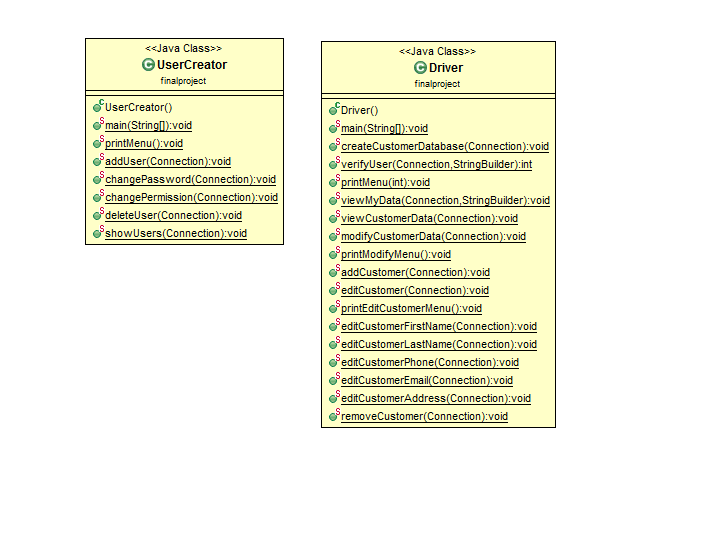 <<Java Class>>
UserCreator
finalproject
UserCreator()
main(String[]):void
printMenu():void
addUser(Connection):void
changePassword(Connection):void
changePermission(Connection):void
deleteUser(Connection):void
showUsers(Connection):void
<<Java Class>>
Driver
finalproject
Driver()
main(String[]):void
createCustomerDatabase(Connection):void
verifyUser(Connection,StringBuilder):int
printMenu(int):void
viewMyData(Connection,StringBuilder):void
viewCustomerData(Connection):void
modifyCustomerData(Connection):void
printModifyMenu():void
addCustomer(Connection):void
editCustomer(Connection):void
printEditCustomerMenu():void
editCustomerFirstName(Connection):void
editCustomerLastName(Connection):void
editCustomerPhone(Connection):void
editCustomerEmail(Connection):void
editCustomerAddress(Connection):void
removeCustomer(Connection):void